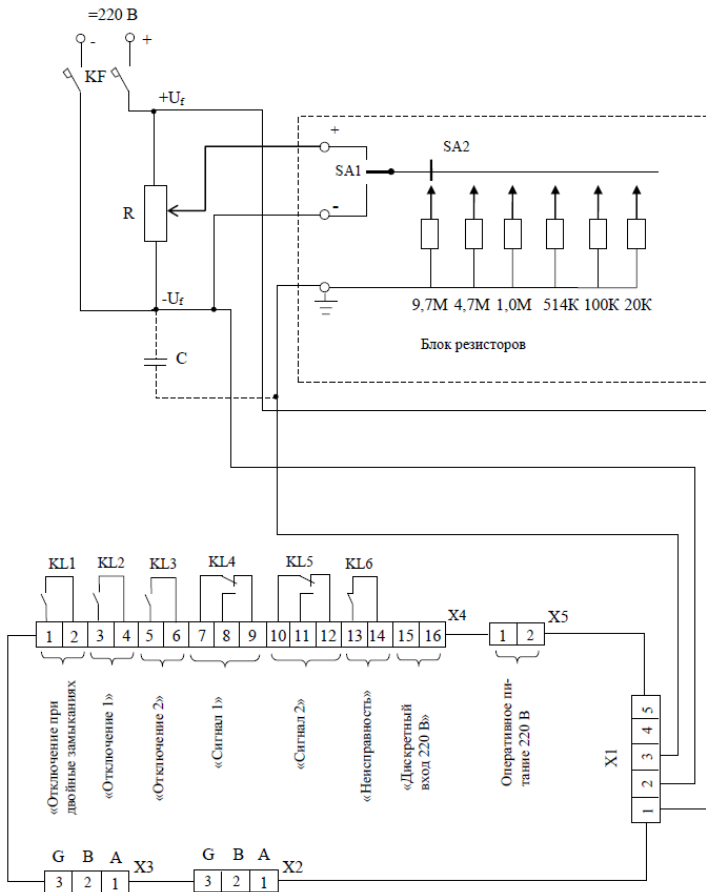 =220 В
- +
KF
+Uf
+
SA1
SA2
R
-
-Uf
9,7М 4,7М 1,0М 514К 100К 20К
C
Блок резисторов
KL1 KL2 KL3 KL4 KL5 KL6
X4
X5
1 2 3 4 5 6 7 8 9 10 11 12 13 14 15 16
1 2
«Отключение при
двойные замыканиях
«Отключение 1»
«Отключение 2»
«Сигнал 1»
«Сигнал 2»
«Неисправность»
«Дискретный
вход 220 В»
Оперативное пи-
тание 220 В
X1
5
4
3
2
1
G B A
X3
3 2 1
G B A
X2
3 2 1